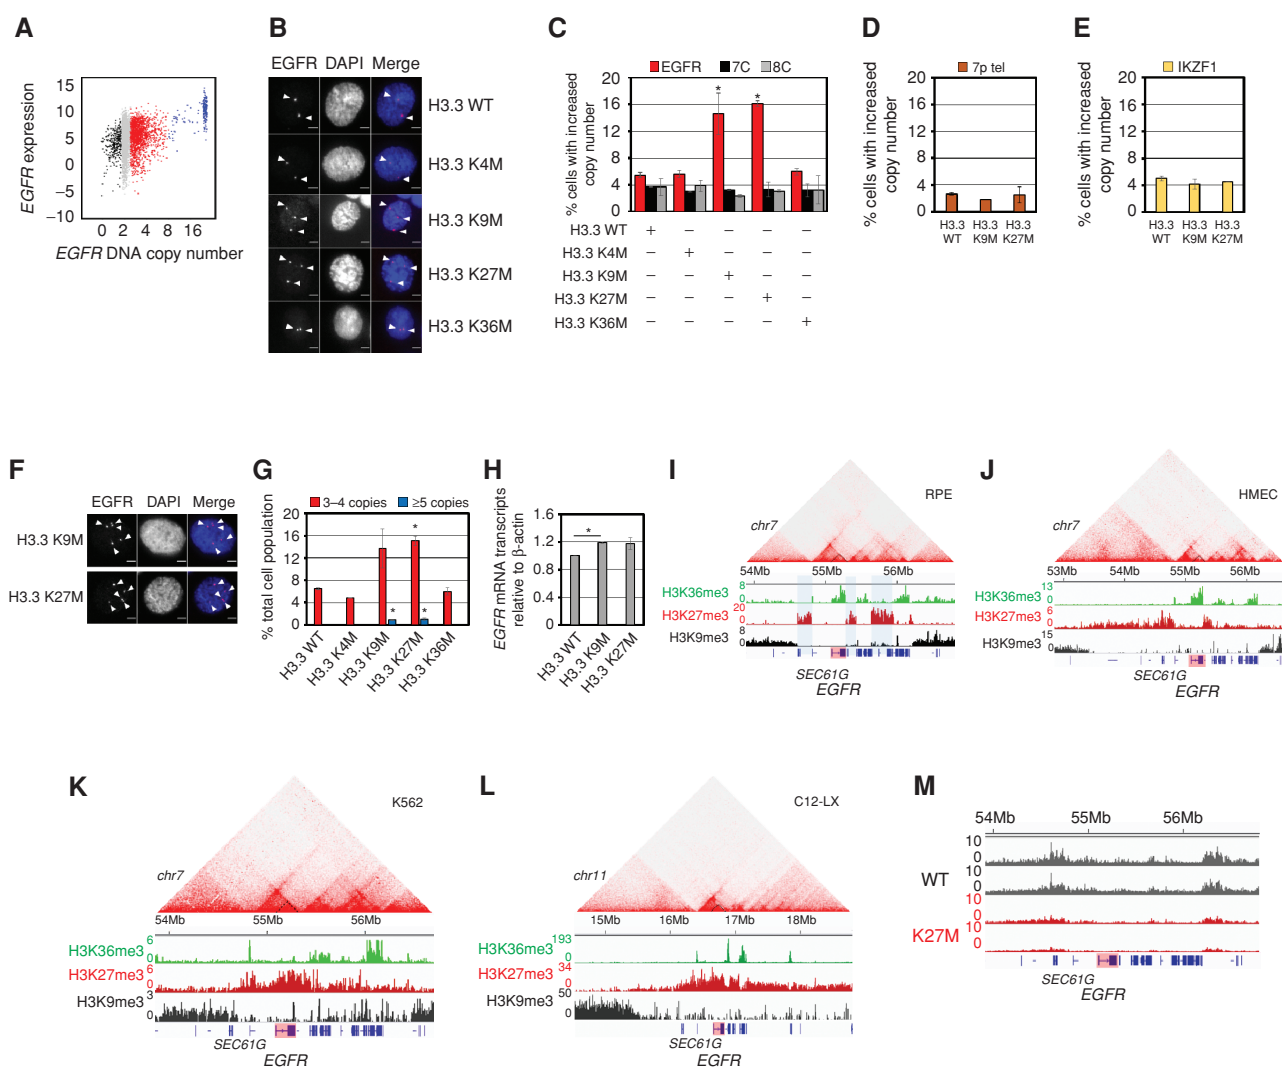 A
EGFR expression
15
10
5
0
−5
−10
0 2 4 8 16
EGFR DNA copy number
B
EGFR DAPI Merge
H3.3 WT
H3.3 K4M
H3.3 K9M
H3.3 K27M
H3.3 K36M
C
EGFR 7C 8C
% cells with increased copy number
20
16
12
8
4
0
H3.3 WT + − − − −
H3.3 K4M − + − − −
H3.3 K9M − − + − −
H3.3 K27M − − − + −
H3.3 K36M − − − − +
* *
D
7p tel
% cells with increased copy number
20
16
12
8
4
0
H3.3 H3.3 H3.3
WT K9M K27M
E
IKZF1
% cells with increased copy number
20
16
12
8
4
0
H3.3 H3.3 H3.3
WT K9M K27M
F
EGFR DAPI Merge
H3.3 K9M
H3.3 K27M
G
3–4 copies ≥5 copies
% total cell population
20
16
12
8
4
0
* * *
H3.3 WT
H3.3 K4M
H3.3 K9M
H3.3 K27M
H3.3 K36M
H
EGFR mRNA transcripts
relative to β-actin
1.6
1.2
0.8
0.4
0
*
H3.3 WT
H3.3 K9M
H3.3 K27M
I
RPE
chr7
54Mb 55Mb 56Mb
H3K36me3 8 0
H3K27me3 20 0
H3K9me3 8 0
SEC61G
EGFR
J
HMEC
chr7
53Mb 54Mb 55Mb 56Mb
H3K36me3 13 0
H3K27me3 6 0
H3K9me3 15 0
SEC61G
EGFR
K
K562
chr7
54Mb 55Mb 56Mb
H3K36me3 6 0
H3K27me3 6 0
H3K9me3 3 0
SEC61G
EGFR
L
C12-LX
chr11
15Mb 16Mb 17Mb 18Mb
H3K36me3 193 0
H3K27me3 34 0
H3K9me3 50 0
SEC61G
EGFR
M
54Mb 55Mb 56Mb
WT
10
0
10
0
K27M
10
0
10
0
SEC61G
EGFR